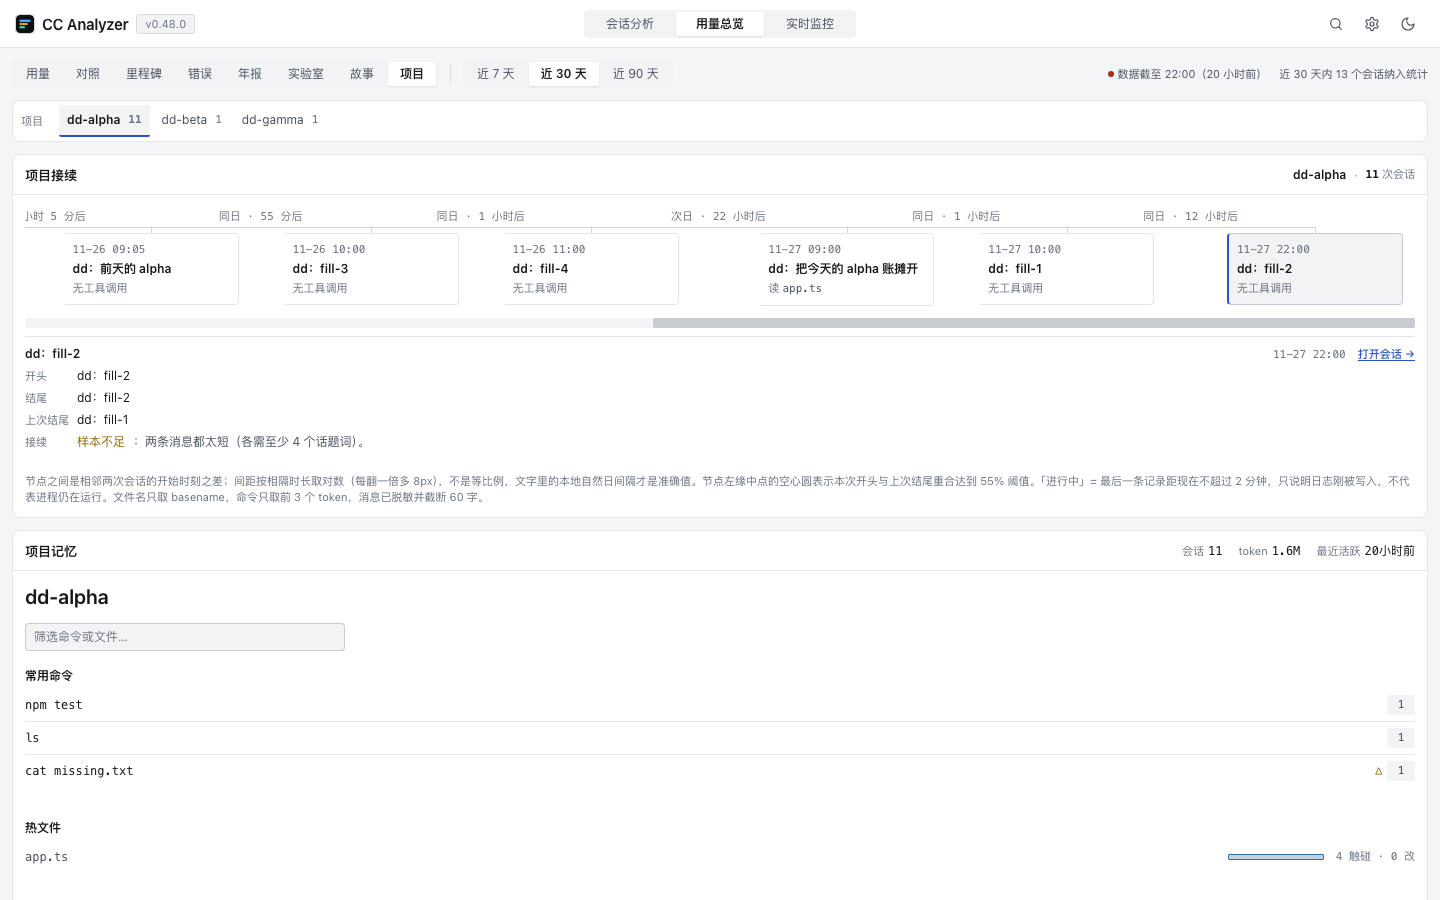 CC Analyzer v0.48.0 会话分析 用量总览 实时监控
用量 对照 里程碑 错误 年报 实验室 故事 项目 近 7 天 近 30 天 近 90 天 数据截至 22:00（20 小时前） 近 30 天内 13 个会话纳入统计
项目 dd-alpha 11 dd-beta 1 dd-gamma 1
项目接续 dd-alpha · 11 次会话
小时 5 分后 同日 · 55 分后 同日 · 1 小时后 次日 · 22 小时后 同日 · 1 小时后 同日 · 12 小时后
11-26 09:05 11-26 10:00 11-26 11:00 11-27 09:00 11-27 10:00 11-27 22:00
dd：前天的 alpha dd：fill-3 dd：fill-4 dd：把今天的 alpha 账摊开 dd：fill-1 dd：fill-2
无工具调用 无工具调用 无工具调用 读 app.ts 无工具调用 无工具调用
dd：fill-2 11-27 22:00 打开会话 →
开头 dd：fill-2
结尾 dd：fill-2
上次结尾 dd：fill-1
接续 样本不足 ：两条消息都太短（各需至少 4 个话题词）。
节点之间是相邻两次会话的开始时刻之差；间距按相隔时长取对数（每翻一倍多 8px），不是等比例，文字里的本地自然日间隔才是准确值。节点左缘中点的空心圆表示本次开头与上次结尾重合达到 55% 阈值。「进行中」= 最后一条记录距现在不超过 2 分钟，只说明日志刚被写入，不代
表进程仍在运行。文件名只取 basename，命令只取前 3 个 token，消息已脱敏并截断 60 字。
项目记忆 会话 11 token 1.6M 最近活跃 20小时前
dd-alpha
筛选命令或文件…
常用命令
npm test 1
ls 1
cat missing.txt △ 1
热文件
app.ts 4 触碰 · 0 改